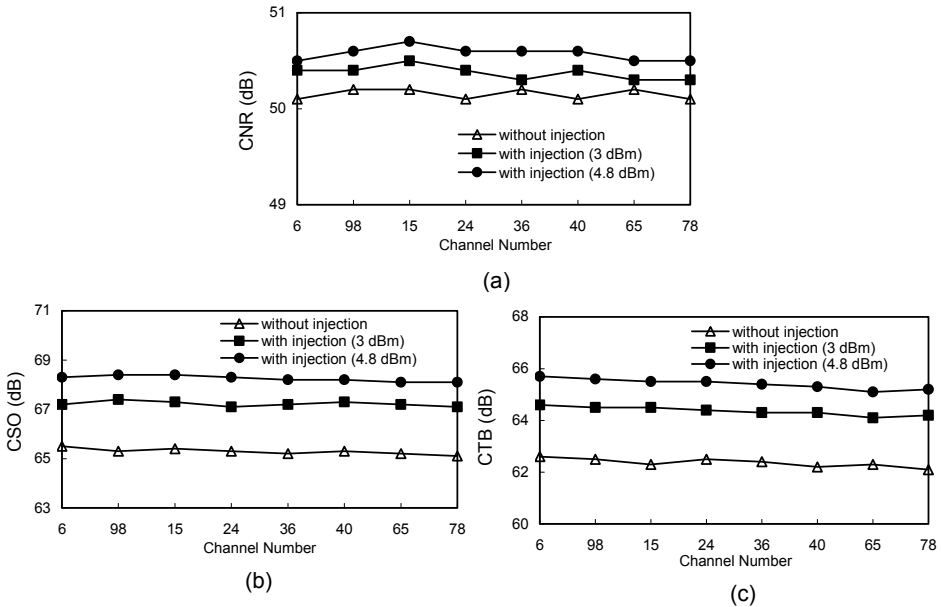 51
50
49
CNR (dB)
without injection
with injection (3 dBm)
with injection (4.8 dBm)
6 98 15 24 36 40 65 78
Channel Number
(a)
71
69
67
65
63
CSO (dB)
without injection
with injection (3 dBm)
with injection (4.8 dBm)
6 98 15 24 36 40 65 78
Channel Number
(b)
68
66
64
62
60
CTB (dB)
without injection
with injection (3 dBm)
with injection (4.8 dBm)
6 98 15 24 36 40 65 78
Channel Number
(c)